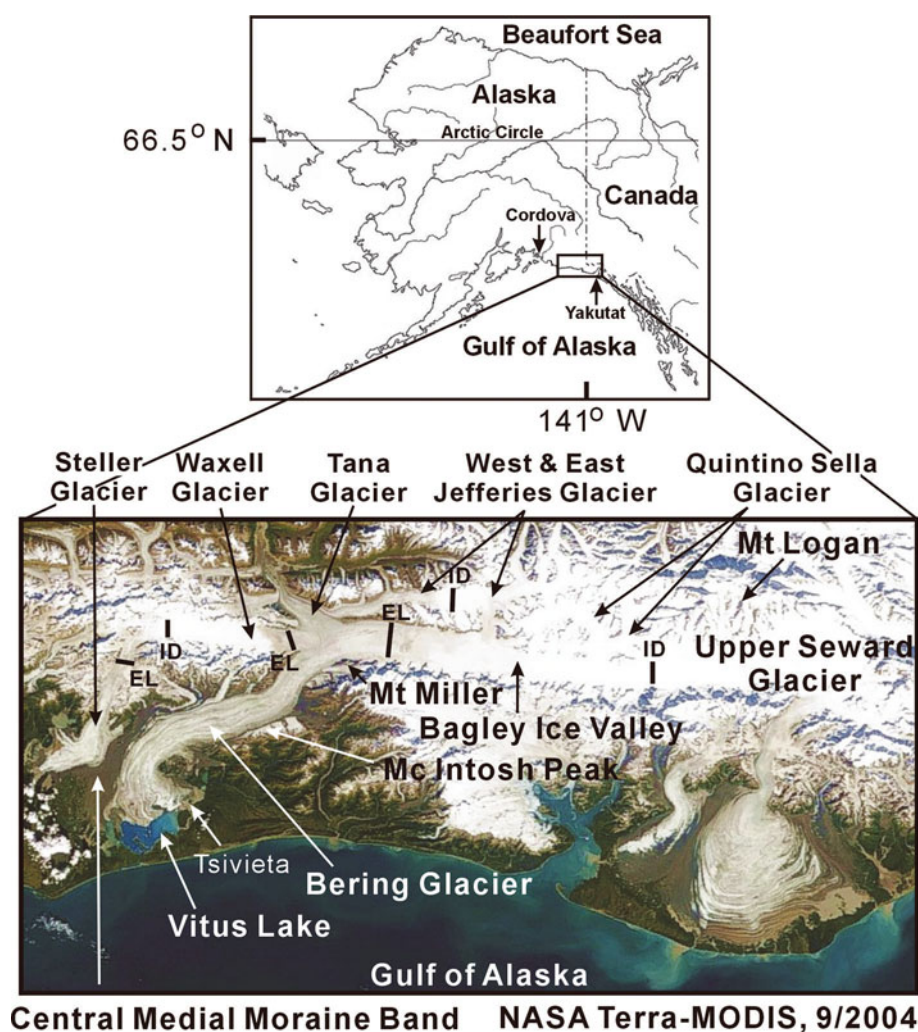 Beaufort Sea
Alaska
66.5° N
Arctic Circle
Canada
Cordova
Yakutat
Gulf of Alaska
141° W
Steller
Glacier
Waxell
Glacier
Tana
Glacier
West & East
Jefferies Glacier
Quintino Sella
Glacier
Mt Logan
ID
EL
ID
EL
EL
ID
Upper Seward
Glacier
Mt Miller
Bagley Ice Valley
Mc Intosh Peak
Tsivieta
Bering Glacier
Vitus Lake
Gulf of Alaska
Central Medial Moraine Band
NASA Terra-MODIS, 9/2004